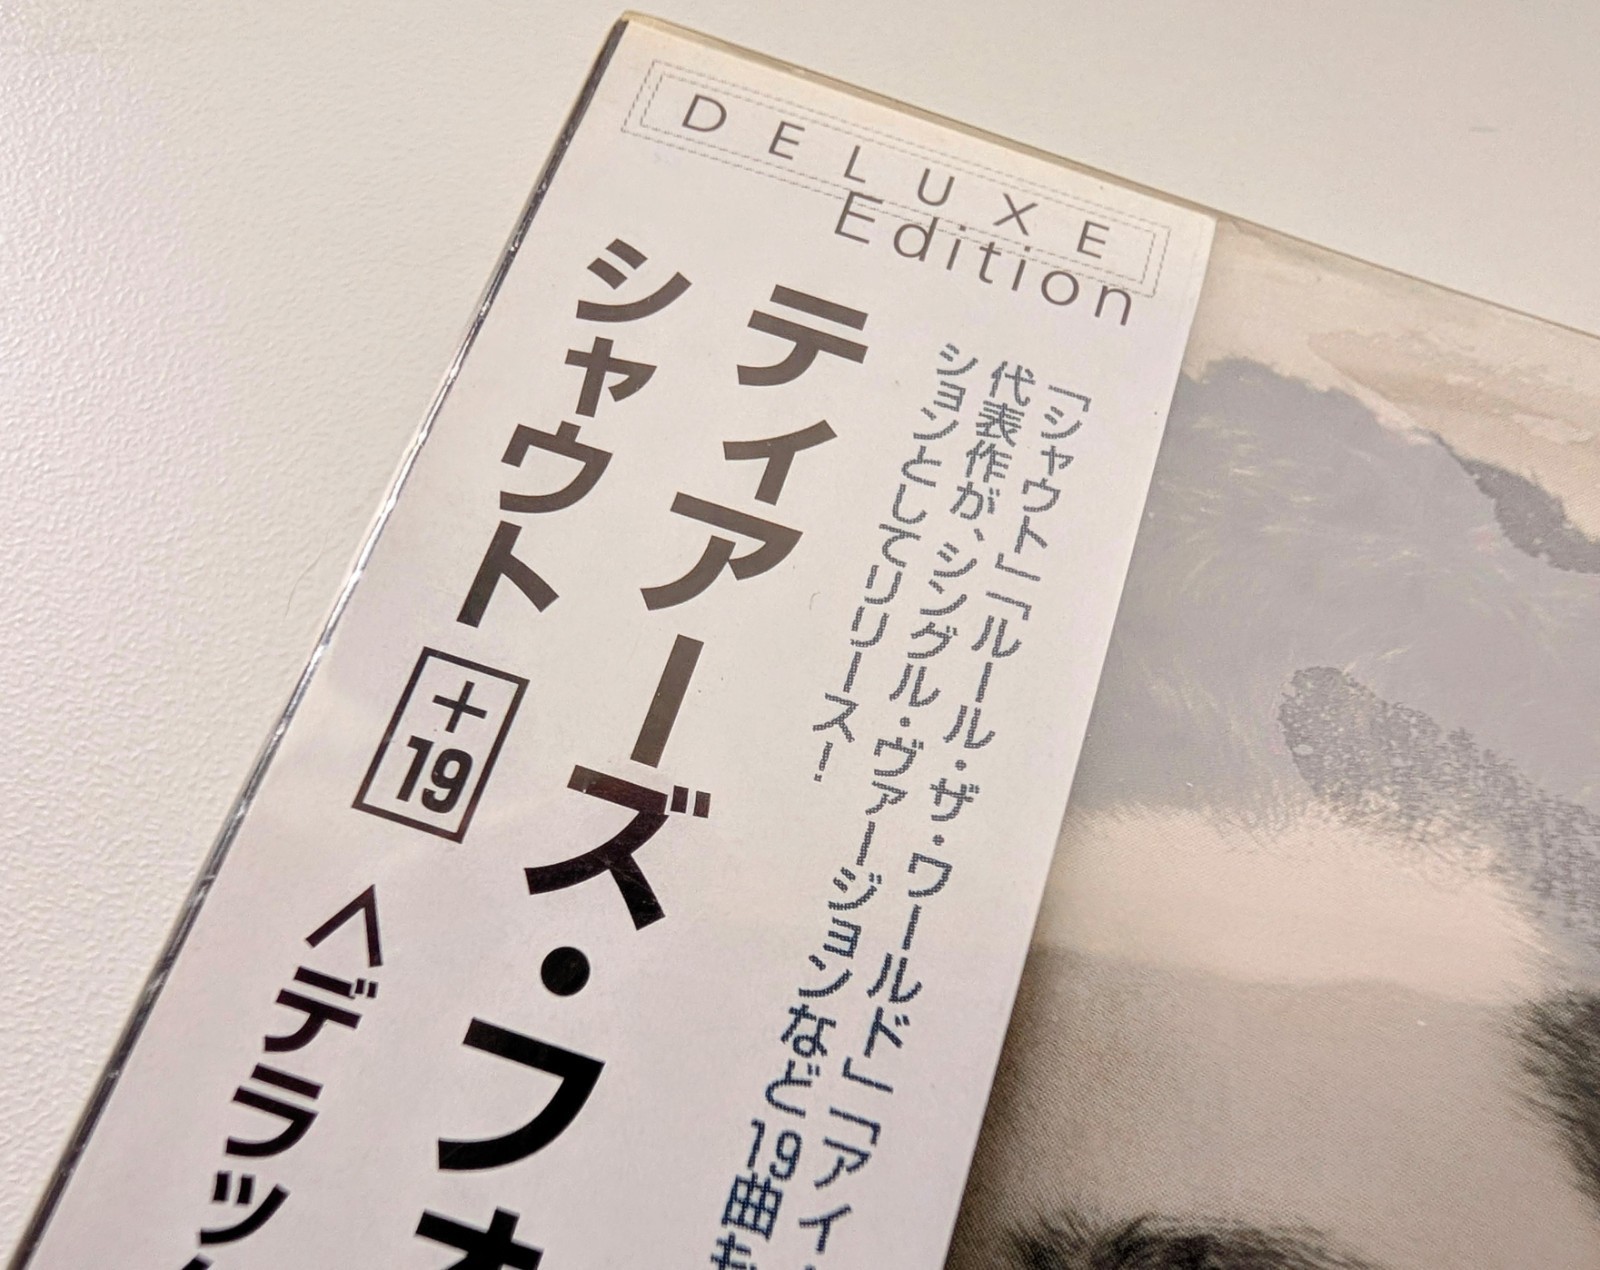 DELUXE
Edition
「シャウト」「ルール・ザ・ワールド」「アイ・
代表作が、シングル・ヴァージョンなど19曲
ションとしてリリース!
ティアーズ・フォ
シャウト +19 〈デラッ